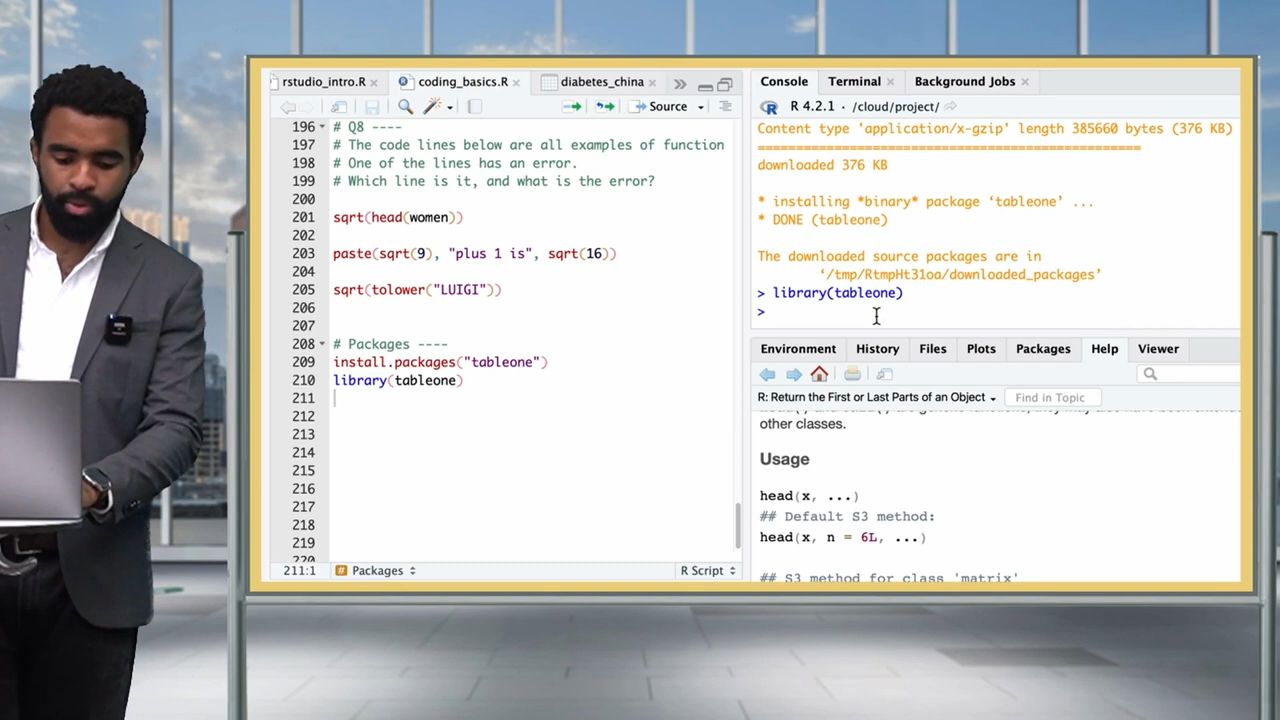 rstudio_intro.R
coding_basics.R
diabetes_china
Source
196 # Q8 ----
197 # The code lines below are all examples of function
198 # One of the lines has an error.
199 # Which line is it, and what is the error?
200
201 sqrt(head(women))
202
203 paste(sqrt(9), "plus 1 is", sqrt(16))
204
205 sqrt(tolower("LUIGI"))
206
207
208 # Packages ----
209 install.packages("tableone")
210 library(tableone)
211
212
213
214
215
216
217
218
219
220
211:1 # Packages R Script
Console Terminal Background Jobs
R 4.2.1 · /cloud/project/
Content type 'application/x-gzip' length 385660 bytes (376 KB)
==================================================
downloaded 376 KB
* installing *binary* package ‘tableone’ ...
* DONE (tableone)
The downloaded source packages are in
‘/tmp/RtmpHt31oa/downloaded_packages’
> library(tableone)
>
Environment History Files Plots Packages Help Viewer
R: Return the First or Last Parts of an Object Find in Topic
other classes.
Usage
head(x, ...)
## Default S3 method:
head(x, n = 6L, ...)
## S3 method for class 'matrix'